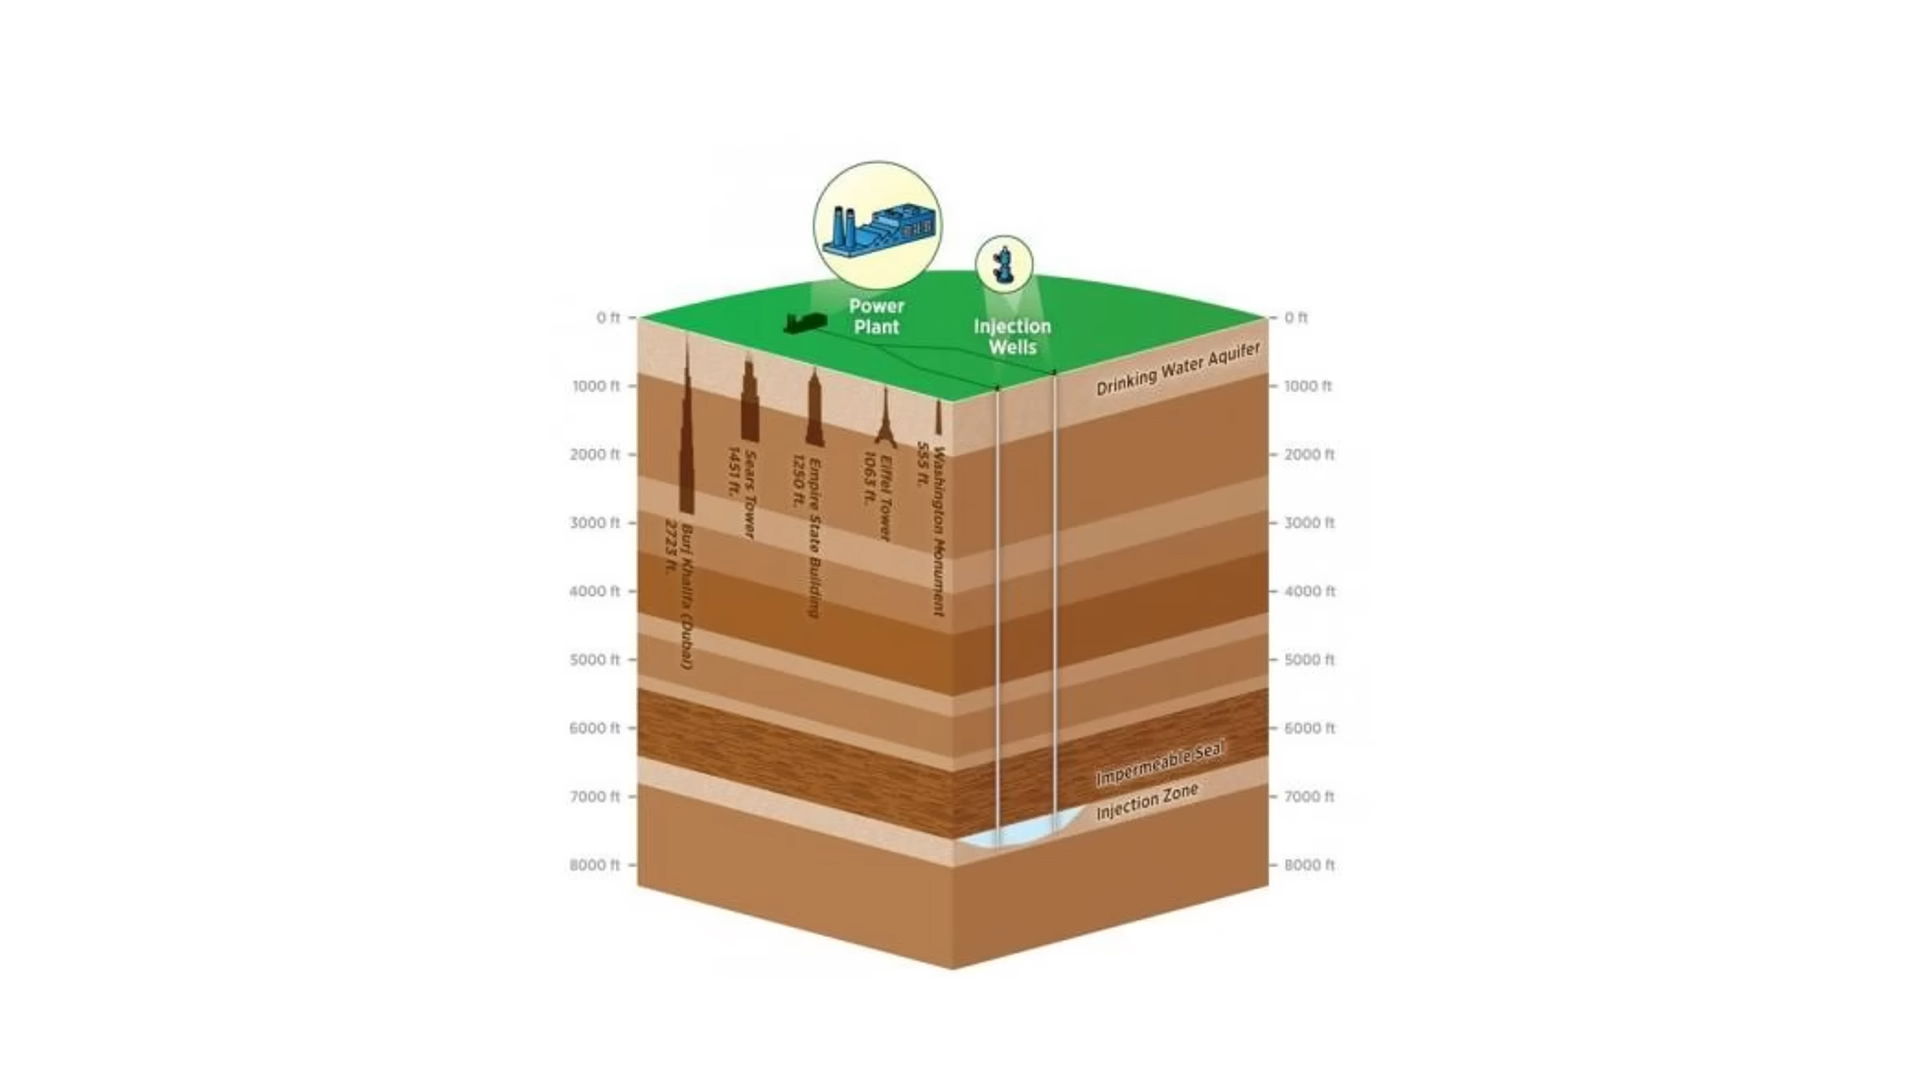 Power
Plant
Injection
Wells
0 ft
1000 ft
2000 ft
3000 ft
4000 ft
5000 ft
6000 ft
7000 ft
8000 ft
Burj Khalifa (Dubai)
2723 ft.
Sears Tower
1451 ft.
Empire State Building
1250 ft.
Eiffel Tower
1063 ft.
Washington Monument
555 ft.
Drinking Water Aquifer
Impermeable Seal
Injection Zone
0 ft
1000 ft
2000 ft
3000 ft
4000 ft
5000 ft
6000 ft
7000 ft
8000 ft